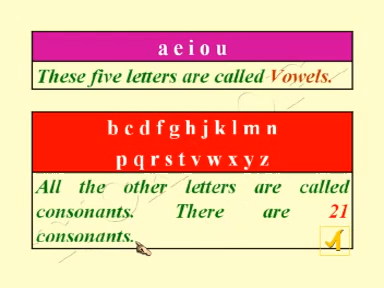 a e i o u
These five letters are called Vowels.
b c d f g h j k l m n
p q r s t v w x y z
All the other letters are called
consonants. There are 21
consonants.